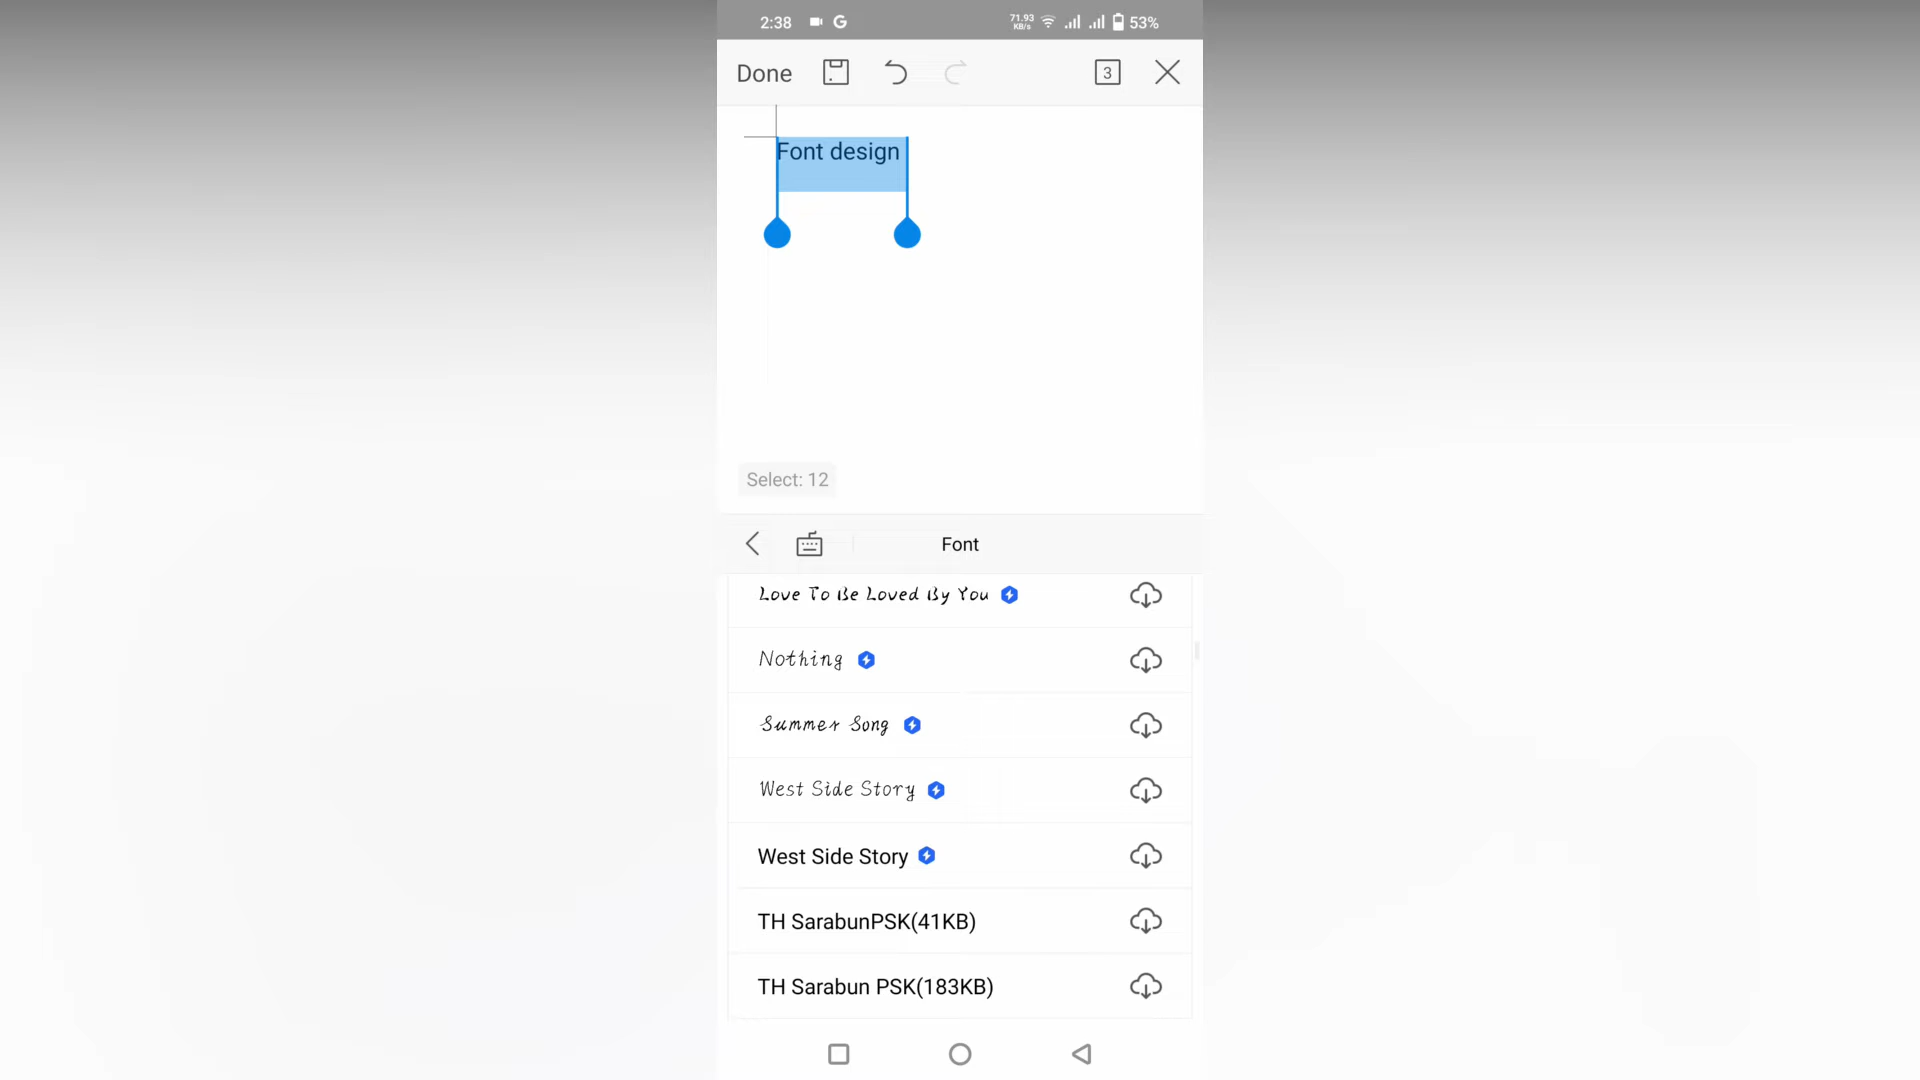 2:38 G 71.93 KB/s 53%
Done 3
Font design
Select: 12
Font
Love To Be Loved By You
Nothing
Summer Song
West Side Story
West Side Story
TH SarabunPSK(41KB)
TH Sarabun PSK(183KB)